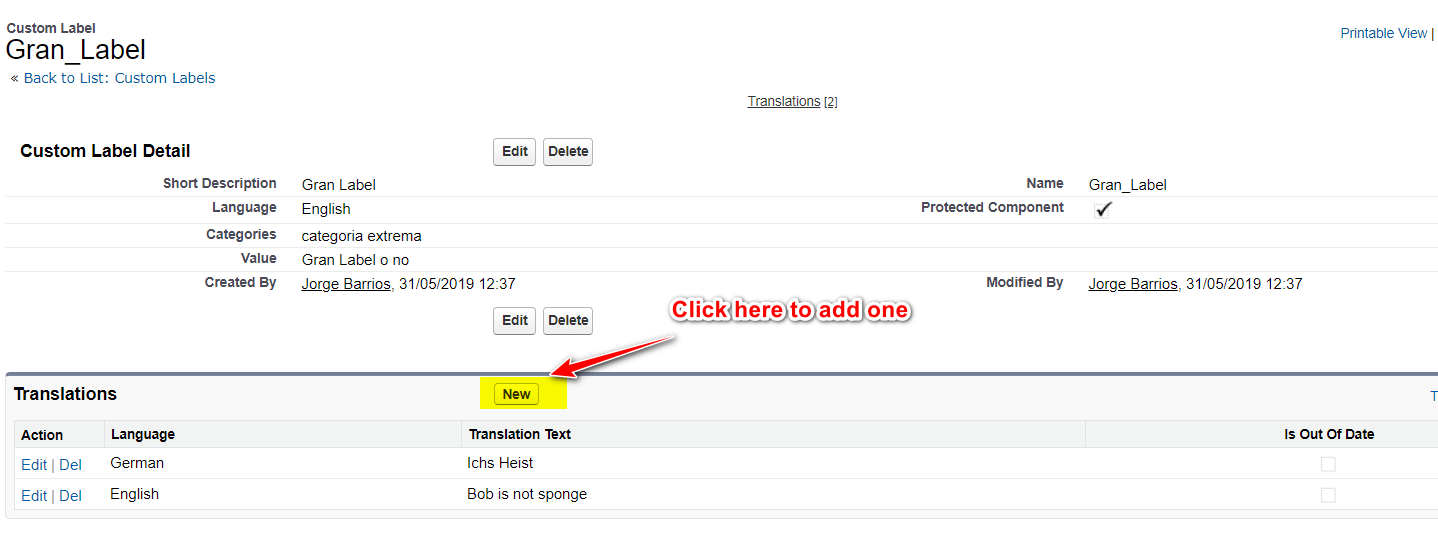 Custom Label
Gran_Label
Printable View |
« Back to List: Custom Labels
Translations [2]
Custom Label Detail Edit Delete
Short Description Gran Label Name Gran_Label
Language English Protected Component
Categories categoria extrema
Value Gran Label o no
Created By Jorge Barrios, 31/05/2019 12:37 Modified By Jorge Barrios, 31/05/2019 12:37
Click here to add one
Edit Delete
Translations New T
Action Language Translation Text Is Out Of Date
Edit | Del German Ichs Heist
Edit | Del English Bob is not sponge